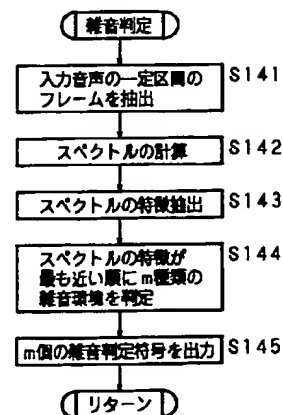 雑音判定
入力音声の一定区間の
フレームを抽出
S141
スペクトルの計算
S142
スペクトルの特徴抽出
S143
スペクトルの特徴が
最も近い順にm種類の
雑音環境を判定
S144
m個の雑音判定符号を出力
S145
リターン